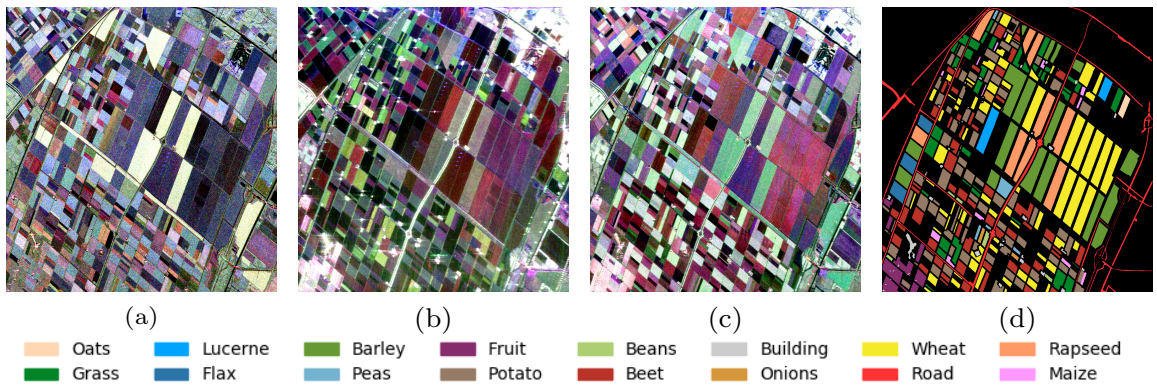 (a) (b) (c) (d)
Oats Lucerne Barley Fruit Beans Building Wheat Rapseed
Grass Flax Peas Potato Beet Onions Road Maize